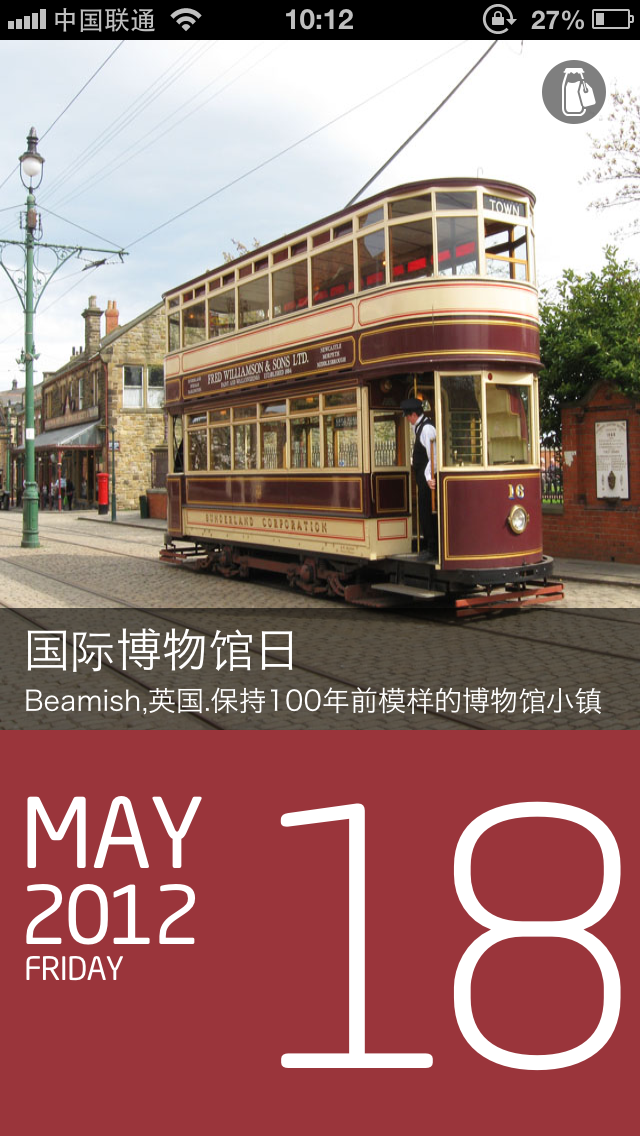 中国联通
10:12
27%
TOWN
FRED WILLIAMSON & SONS LTD.
16
SUNDERLAND CORPORATION
国际博物馆日
Beamish,英国.保持100年前模样的博物馆小镇
MAY
2012
FRIDAY
18